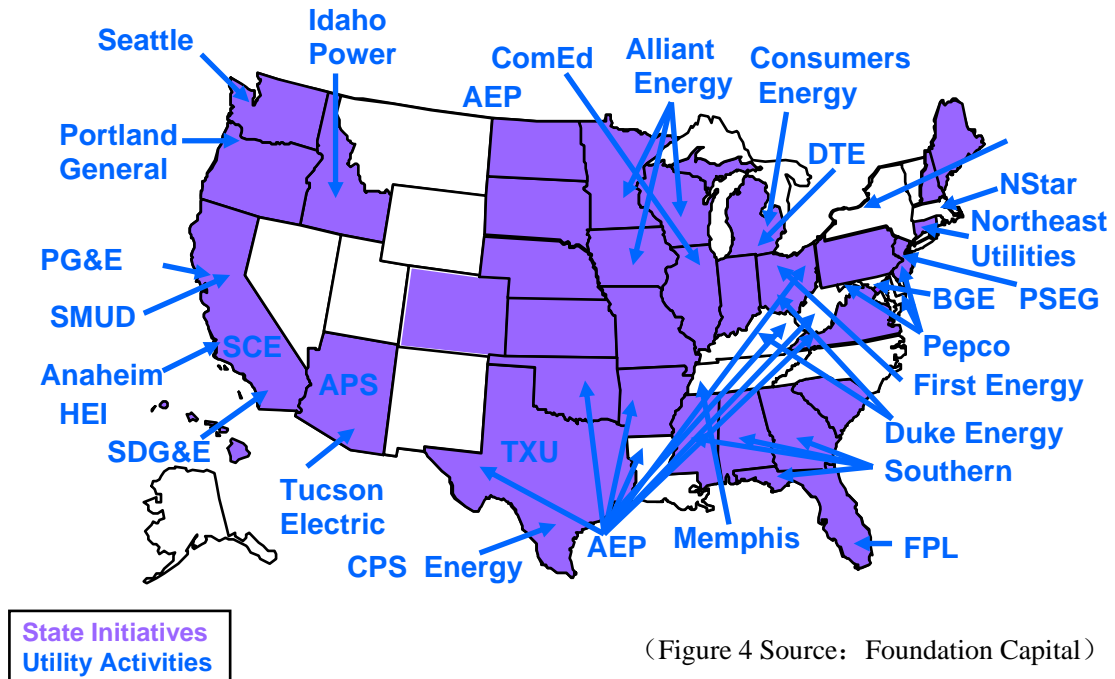 Seattle
Idaho
Power
ComEd
Alliant
Energy
Consumers
Energy
AEP
Portland
General
DTE
NStar
Northeast
Utilities
PG&E
SMUD
BGE
PSEG
SCE
Pepco
Anaheim
APS
First Energy
HEI
Duke Energy
SDG&E
TXU
Southern
Tucson
Electric
AEP
Memphis
FPL
CPS Energy
State Initiatives
Utility Activities
（Figure 4 Source：Foundation Capital）